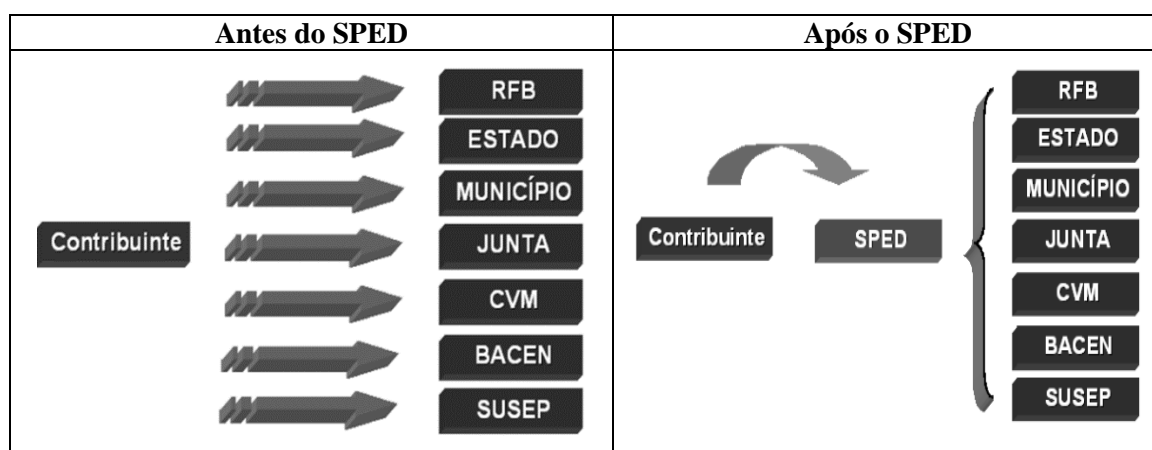 Antes do SPED
Após o SPED
Contribuinte
RFB
ESTADO
MUNICÍPIO
JUNTA
CVM
BACEN
SUSEP
Contribuinte
SPED
RFB
ESTADO
MUNICÍPIO
JUNTA
CVM
BACEN
SUSEP